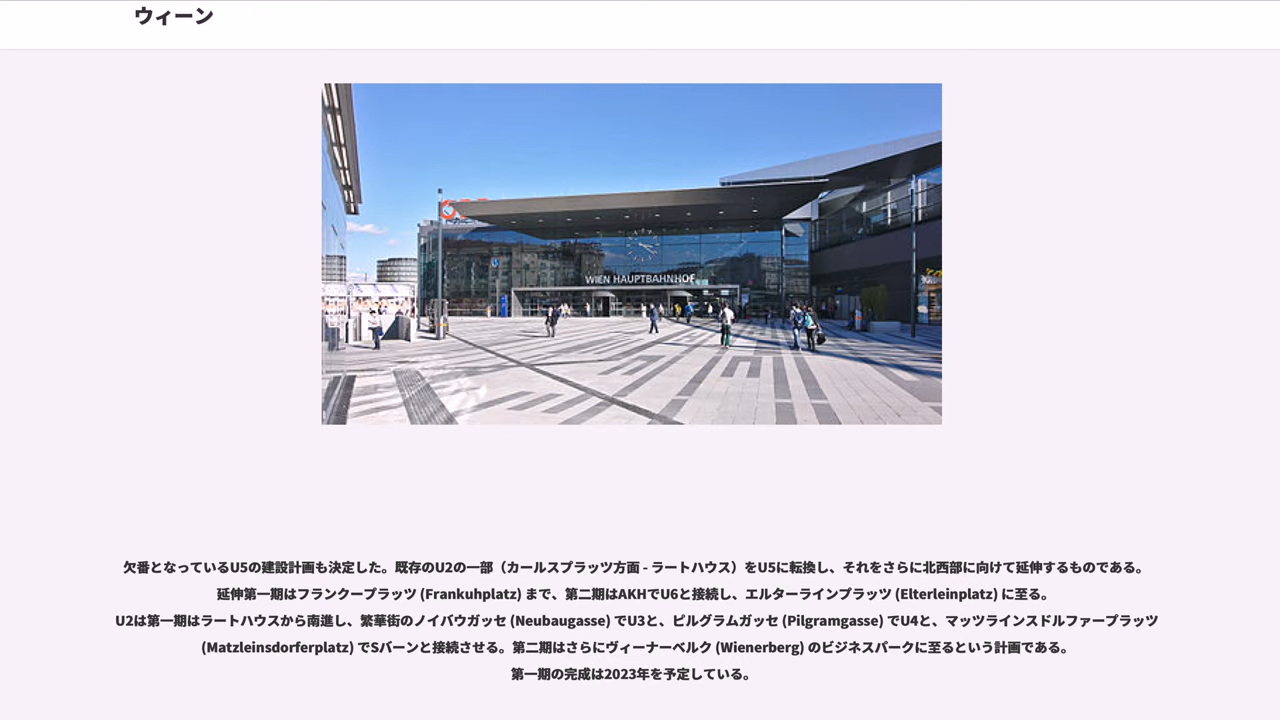 ウィーン
WIEN HAUPTBAHNHOF
欠番となっているU5の建設計画も決定した。既存のU2の一部（カールスプラッツ方面 - ラートハウス）をU5に転換し、それをさらに北西部に向けて延伸するものである。
延伸第一期はフランクープラッツ (Frankuhplatz) まで、第二期はAKHでU6と接続し、エルターラインプラッツ (Elterleinplatz) に至る。
U2は第一期はラートハウスから南進し、繁華街のノイバウガッセ (Neubaugasse) でU3と、ピルグラムガッセ (Pilgramgasse) でU4と、マッツラインスドルファープラッツ
(Matzleinsdorferplatz) でSバーンと接続させる。第二期はさらにヴィーナーベルク (Wienerberg) のビジネスパークに至るという計画である。
第一期の完成は2023年を予定している。